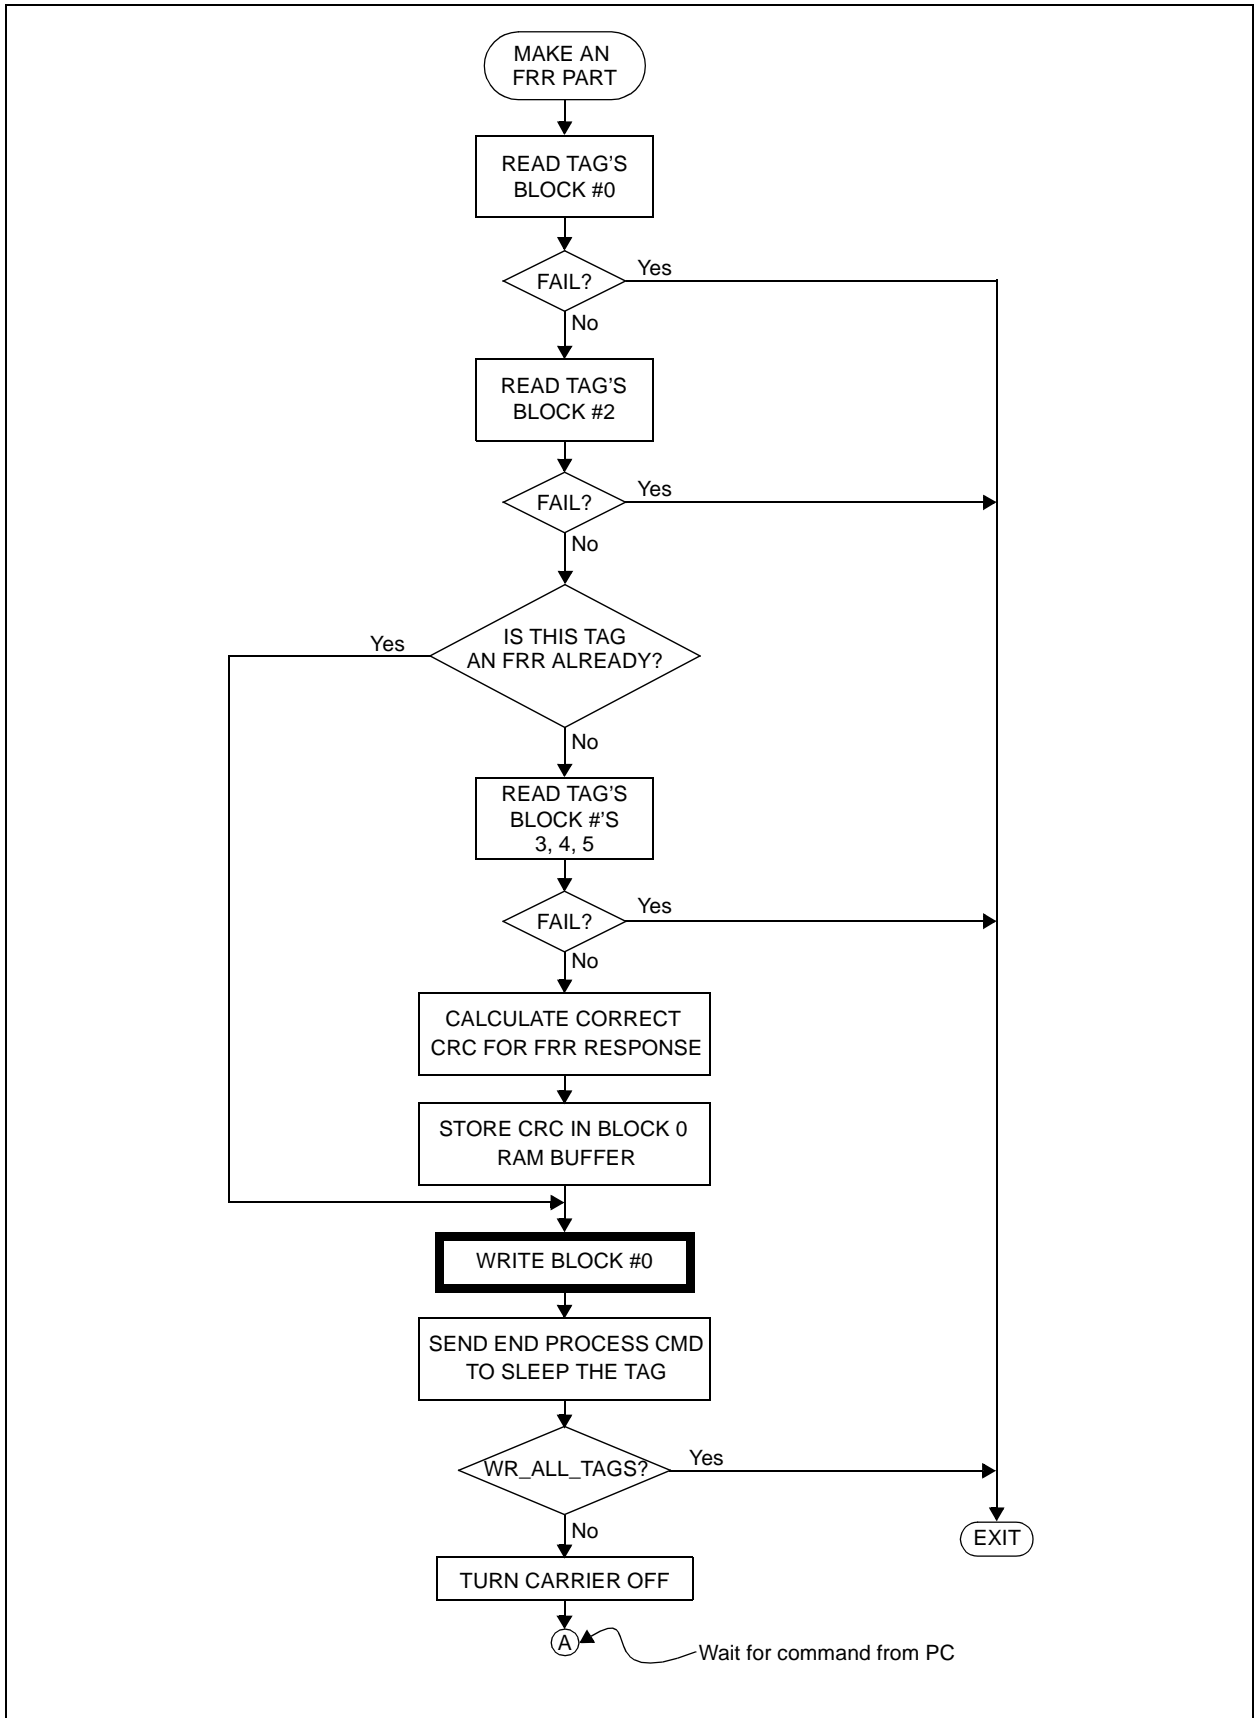 MAKE AN
FRR PART
READ TAG'S
BLOCK #0
FAIL?
Yes
No
READ TAG'S
BLOCK #2
FAIL?
Yes
No
IS THIS TAG
AN FRR ALREADY?
Yes
No
READ TAG'S
BLOCK #'S
3, 4, 5
FAIL?
Yes
No
CALCULATE CORRECT
CRC FOR FRR RESPONSE
STORE CRC IN BLOCK 0
RAM BUFFER
WRITE BLOCK #0
SEND END PROCESS CMD
TO SLEEP THE TAG
WR_ALL_TAGS?
Yes
No
EXIT
TURN CARRIER OFF
A
Wait for command from PC